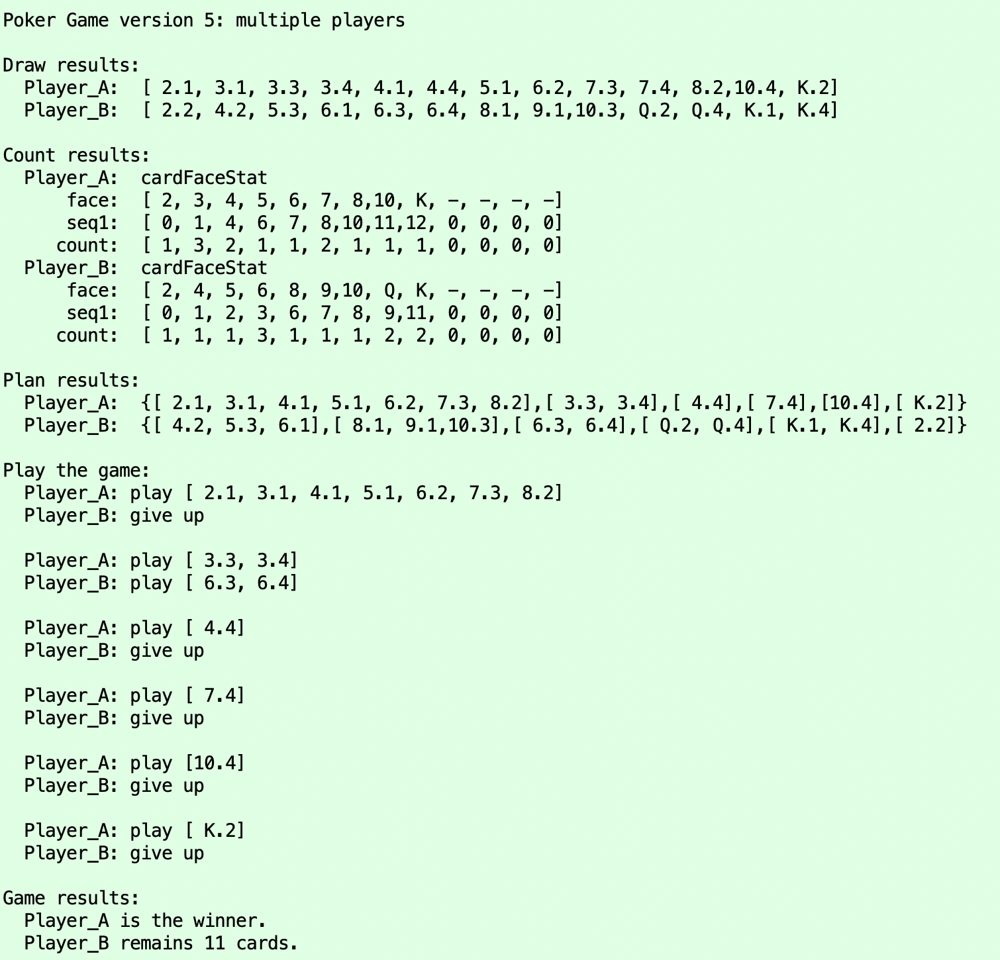 Poker Game version 5: multiple players

Draw results:
  Player_A:  [ 2.1, 3.1, 3.3, 3.4, 4.1, 4.4, 5.1, 6.2, 7.3, 7.4, 8.2,10.4, K.2]
  Player_B:  [ 2.2, 4.2, 5.3, 6.1, 6.3, 6.4, 8.1, 9.1,10.3, Q.2, Q.4, K.1, K.4]

Count results:
  Player_A:  cardFaceStat
      face:  [ 2, 3, 4, 5, 6, 7, 8,10, K, −, −, −, −]
      seq1:  [ 0, 1, 4, 6, 7, 8,10,11,12, 0, 0, 0, 0]
     count:  [ 1, 3, 2, 1, 1, 2, 1, 1, 1, 0, 0, 0, 0]
  Player_B:  cardFaceStat
      face:  [ 2, 4, 5, 6, 8, 9,10, Q, K, −, −, −, −]
      seq1:  [ 0, 1, 2, 3, 6, 7, 8, 9,11, 0, 0, 0, 0]
     count:  [ 1, 1, 1, 3, 1, 1, 1, 2, 2, 0, 0, 0, 0]

Plan results:
  Player_A:  {[ 2.1, 3.1, 4.1, 5.1, 6.2, 7.3, 8.2],[ 3.3, 3.4],[ 4.4],[ 7.4],[10.4],[ K.2]}
  Player_B:  {[ 4.2, 5.3, 6.1],[ 8.1, 9.1,10.3],[ 6.3, 6.4],[ Q.2, Q.4],[ K.1, K.4],[ 2.2]}

Play the game:
  Player_A: play [ 2.1, 3.1, 4.1, 5.1, 6.2, 7.3, 8.2]
  Player_B: give up

  Player_A: play [ 3.3, 3.4]
  Player_B: play [ 6.3, 6.4]

  Player_A: play [ 4.4]
  Player_B: give up

  Player_A: play [ 7.4]
  Player_B: give up

  Player_A: play [10.4]
  Player_B: give up

  Player_A: play [ K.2]
  Player_B: give up

Game results:
  Player_A is the winner.
  Player_B remains 11 cards.